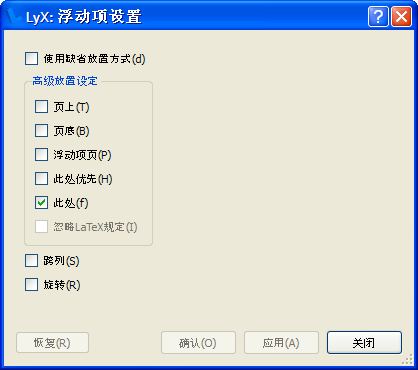 LyX: 浮动项设置
使用缺省放置方式(d)
高级放置设定
页上(T)
页底(B)
浮动项页(P)
此处优先(H)
此处(f)
忽略LaTeX规定(I)
跨列(S)
旋转(R)
恢复(R) 确认(O) 应用(A) 关闭